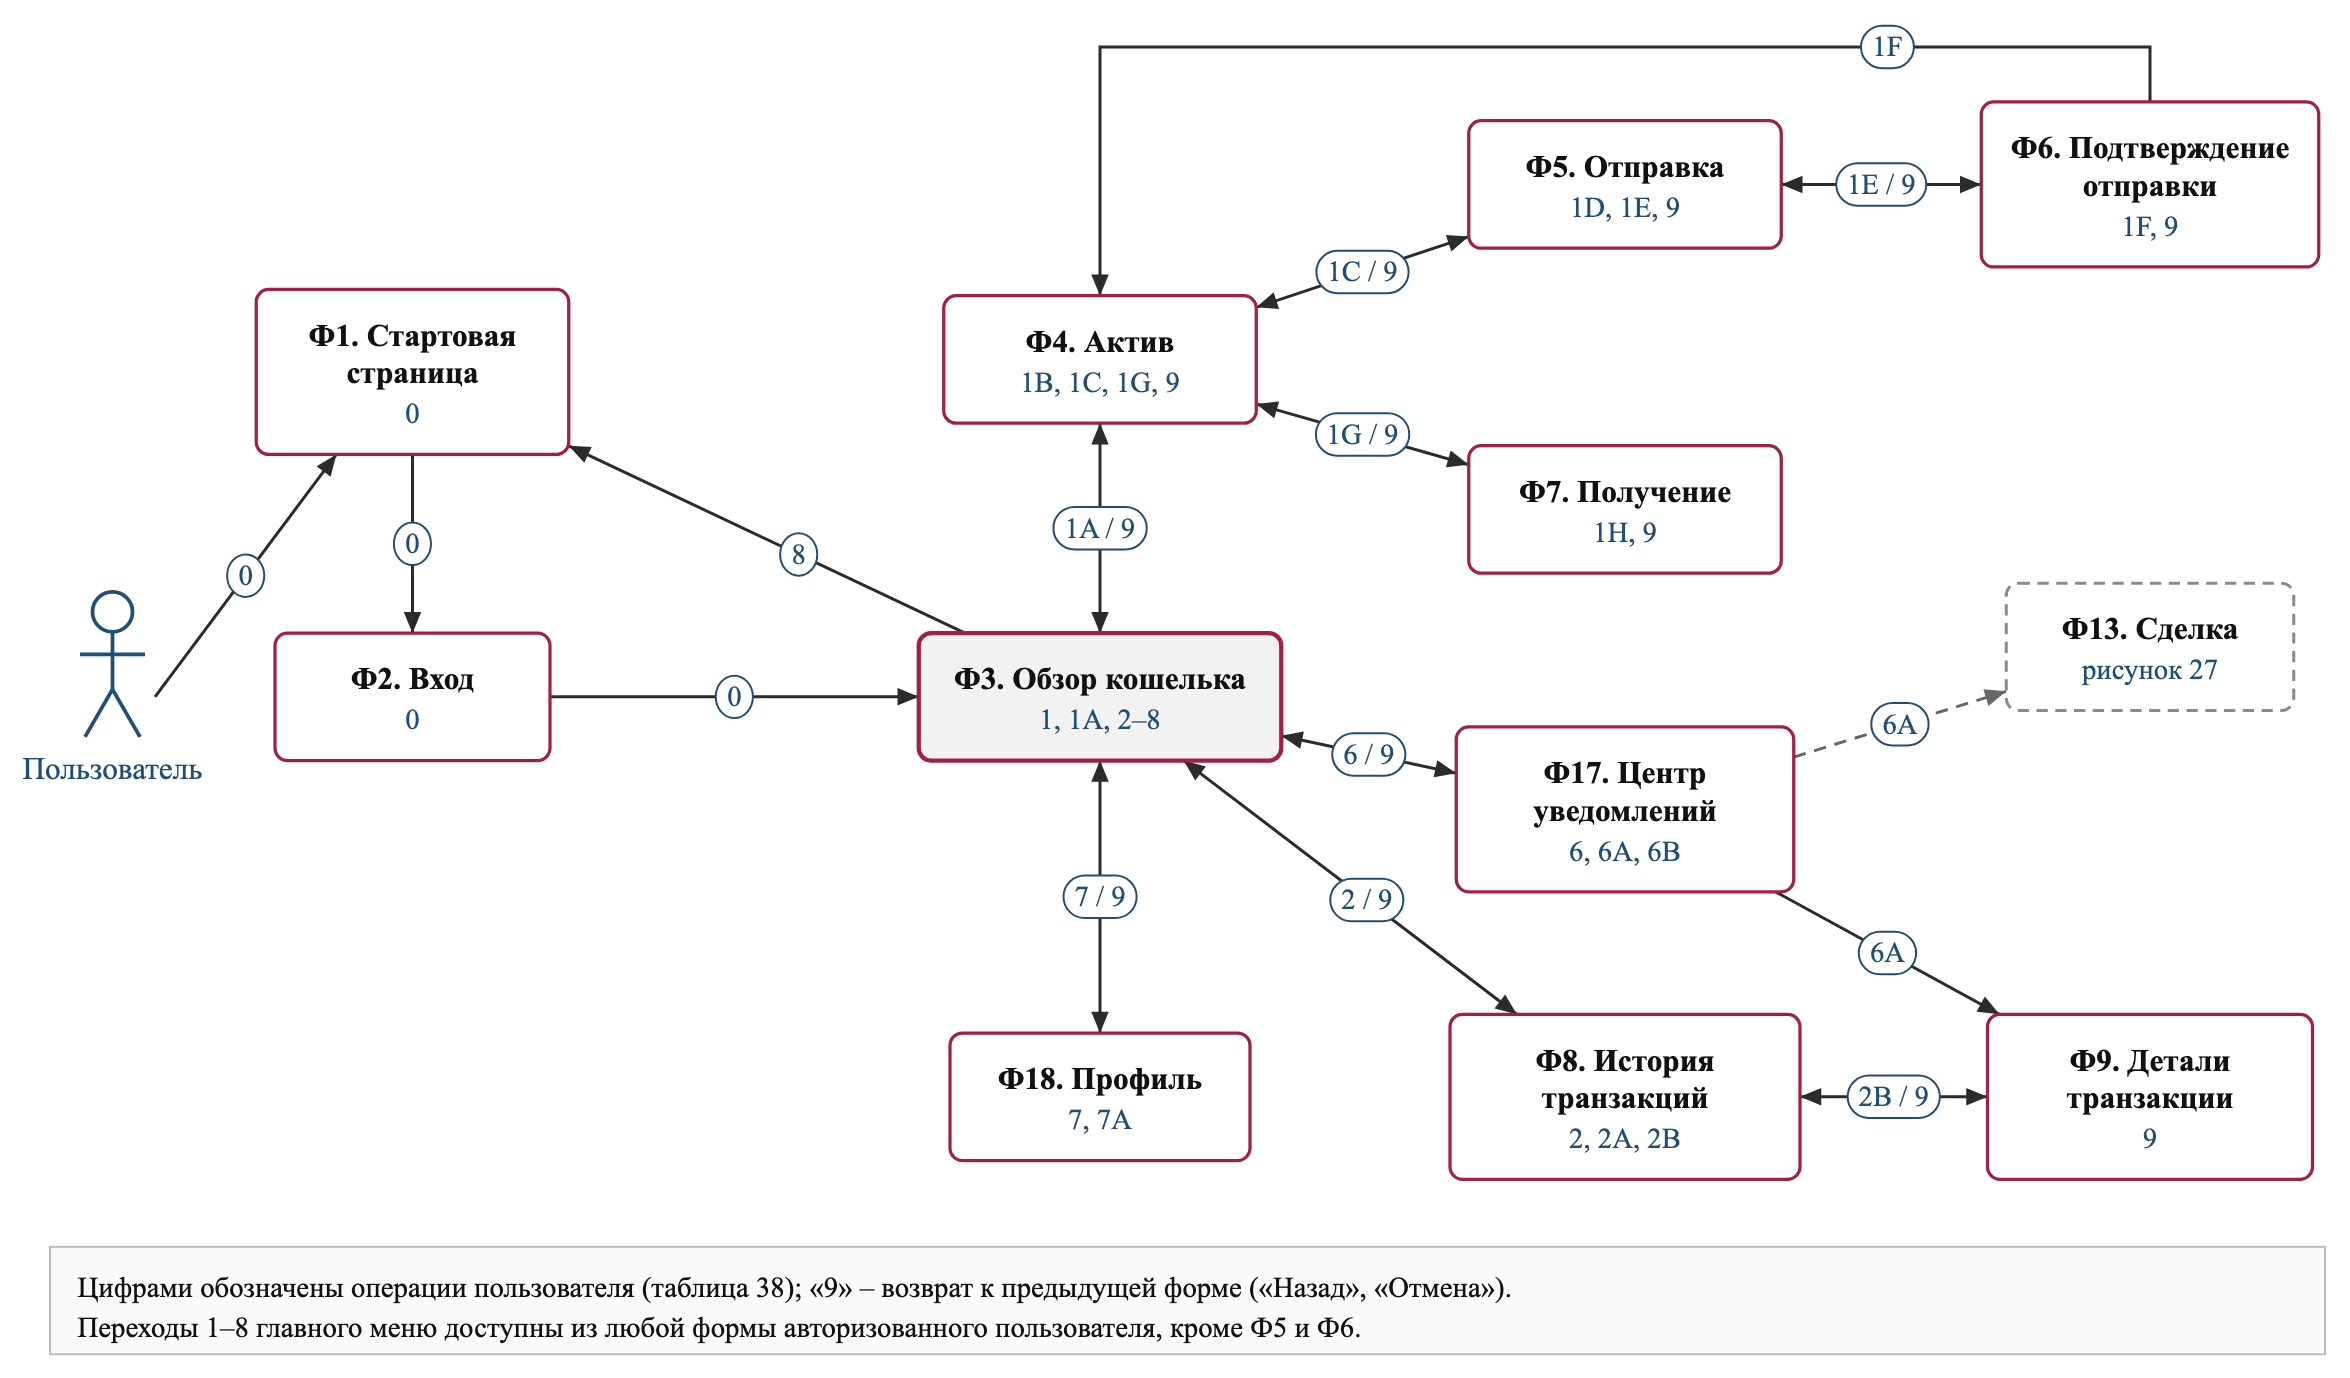 1F
Ф5. Отправка
1D, 1E, 9
1E / 9
Ф6. Подтверждение
отправки
1F, 9
1C / 9
Ф1. Стартовая
страница
0
Ф4. Актив
1B, 1C, 1G, 9
1G / 9
Ф7. Получение
1H, 9
0
0
8
1A / 9
Пользователь
Ф2. Вход
0
0
Ф3. Обзор кошелька
1, 1A, 2–8
Ф13. Сделка
рисунок 27
6A
6 / 9
Ф17. Центр
уведомлений
6, 6A, 6B
7 / 9
2 / 9
6A
Ф18. Профиль
7, 7A
Ф8. История
транзакций
2, 2A, 2B
2B / 9
Ф9. Детали
транзакции
9
Цифрами обозначены операции пользователя (таблица 38); «9» – возврат к предыдущей форме («Назад», «Отмена»).
Переходы 1–8 главного меню доступны из любой формы авторизованного пользователя, кроме Ф5 и Ф6.